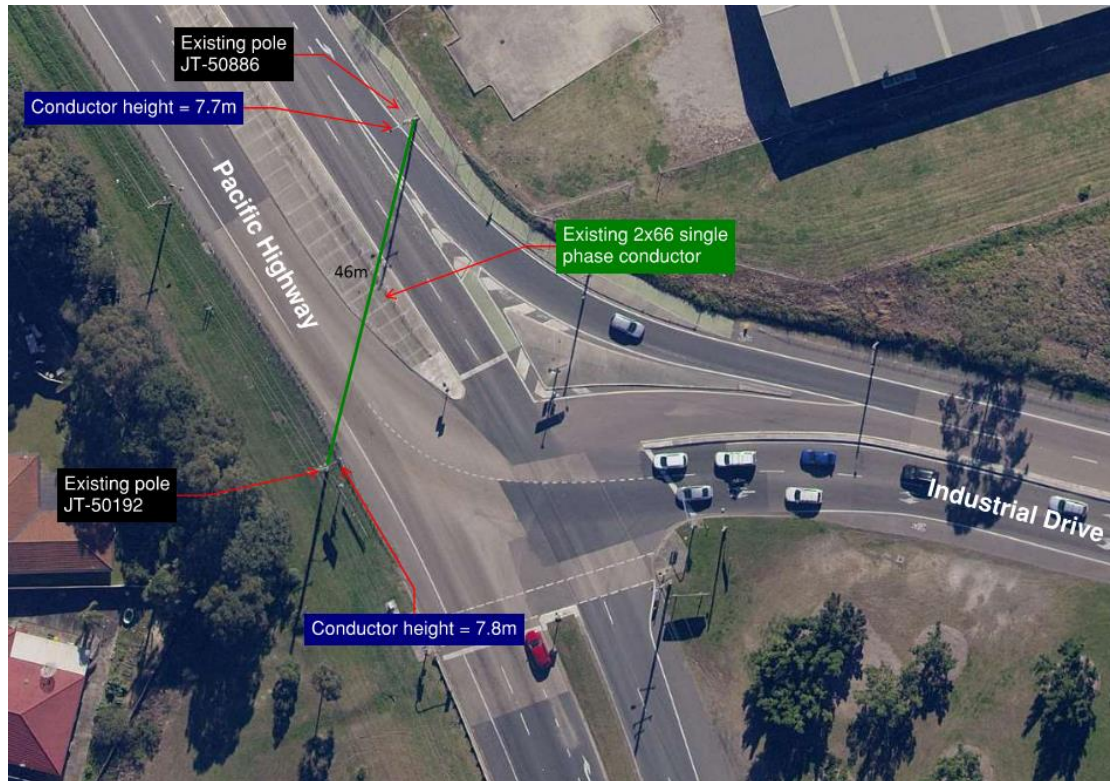 Existing pole
JT-50886
Conductor height = 7.7m
Pacific Highway
Existing 2x66 single
phase conductor
46m
Existing pole
JT-50192
Industrial Drive
Conductor height = 7.8m